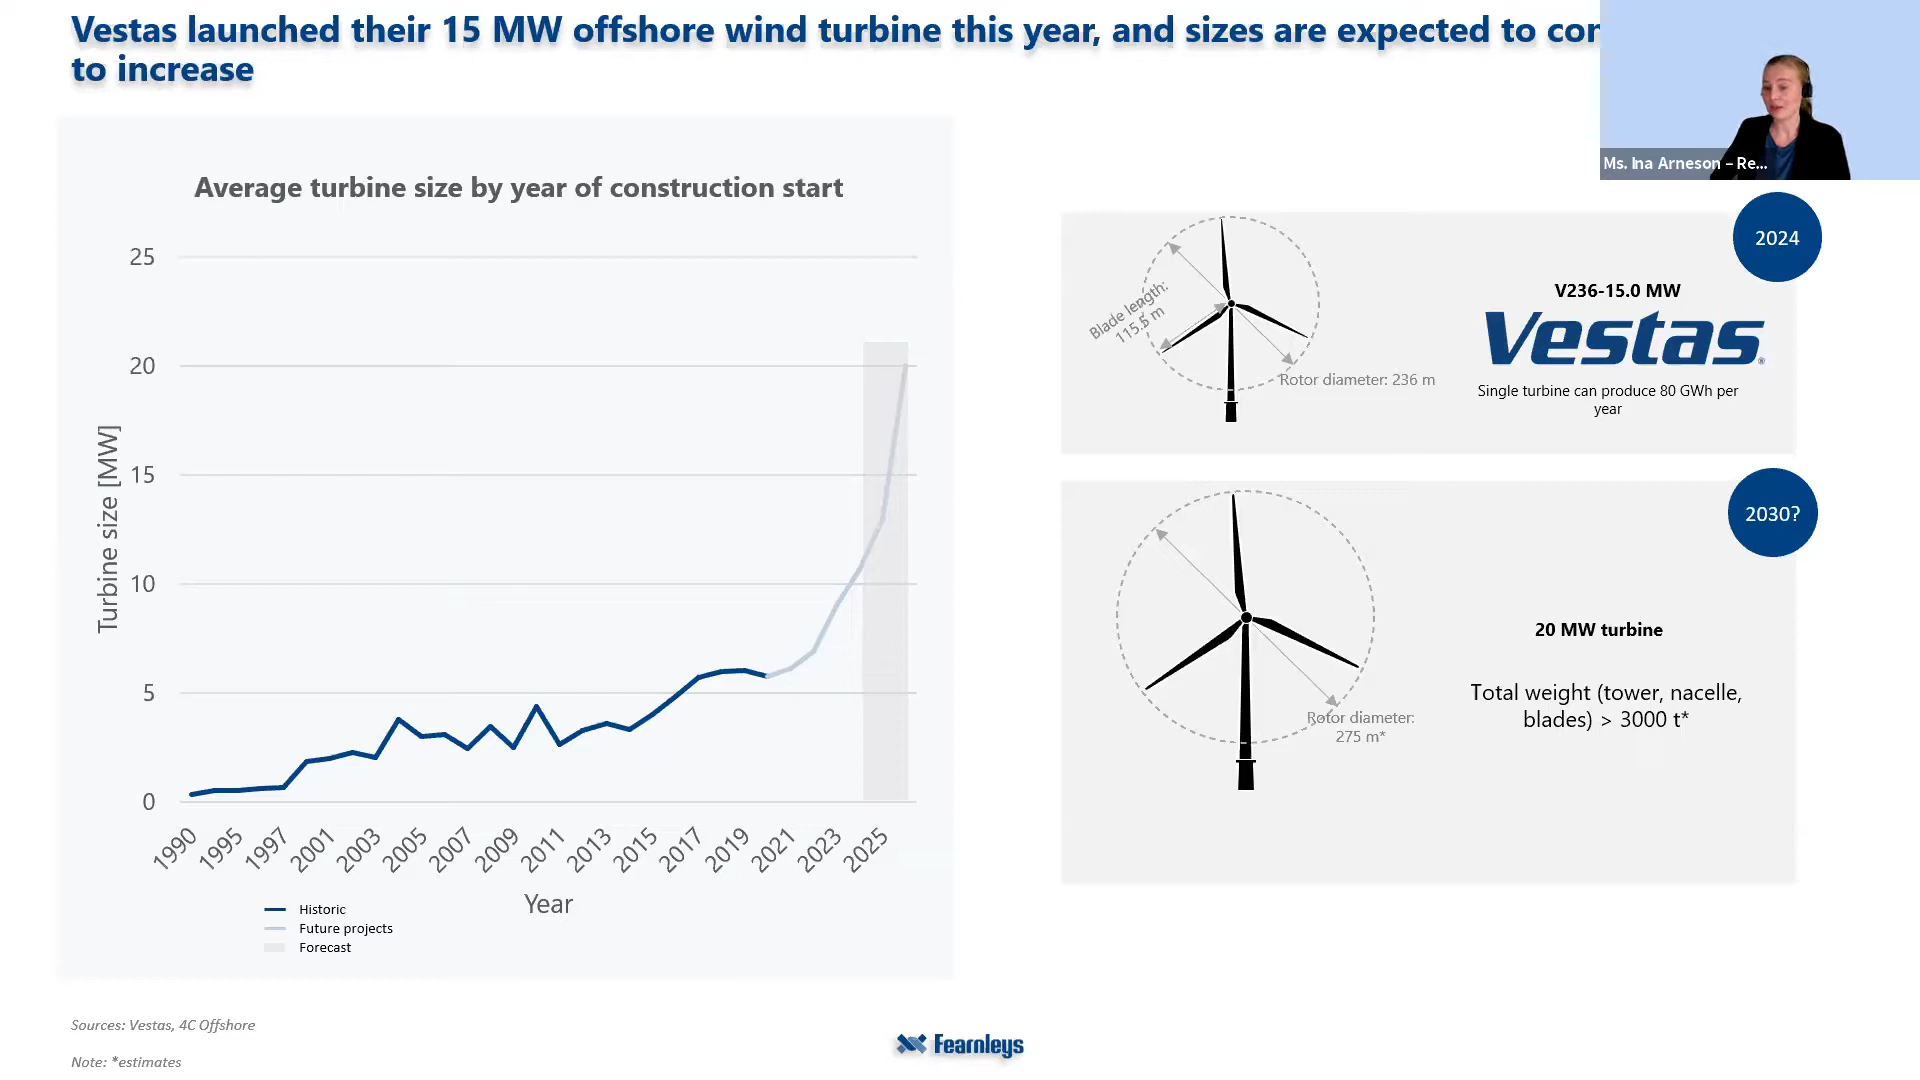 Vestas launched their 15 MW offshore wind turbine this year, and sizes are expected to
to increase
Ms. Ina Arneson – Re...
Average turbine size by year of construction start
25
20
15
10
5
0
Turbine size [MW]
1990
1995
1997
2001
2003
2005
2007
2009
2011
2013
2015
2017
2019
2021
2023
2025
Year
Historic
Future projects
Forecast
2024
Blade length:
115.5 m
Rotor diameter: 236 m
V236-15.0 MW
Vestas®
Single turbine can produce 80 GWh per
year
2030?
Rotor diameter:
275 m*
20 MW turbine
Total weight (tower, nacelle,
blades) > 3000 t*
Sources: Vestas, 4C Offshore
Note: *estimates
Fearnleys